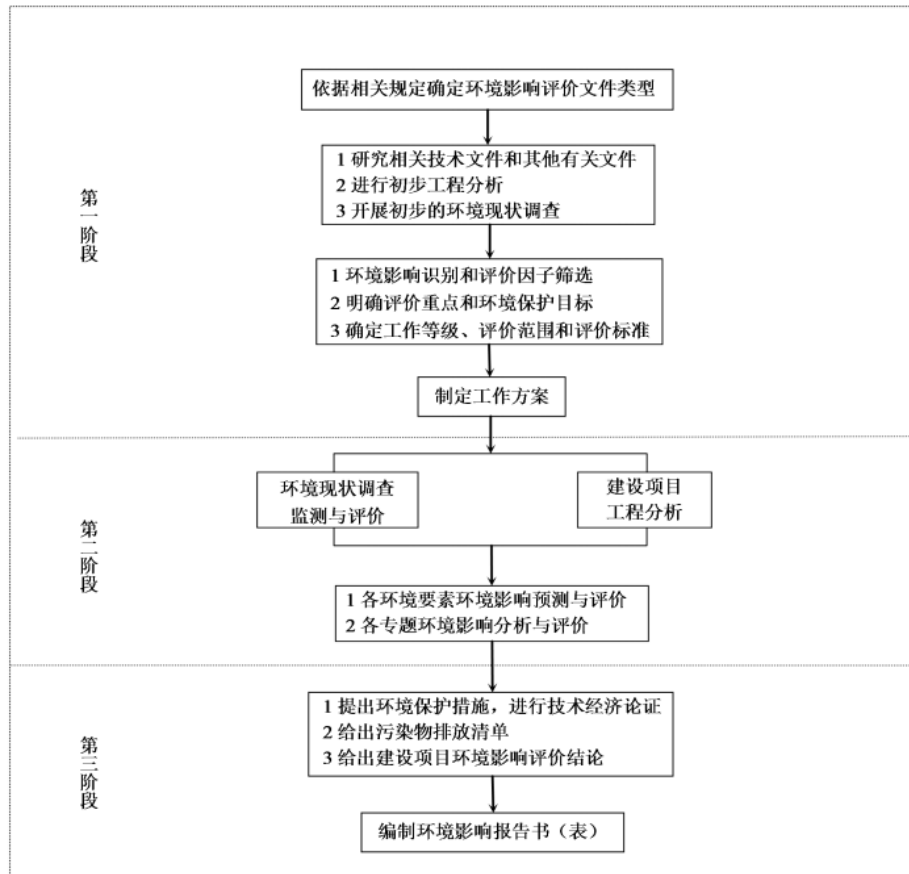 依据相关规定确定环境影响评价文件类型
1 研究相关技术文件和其他有关文件
2 进行初步工程分析
3 开展初步的环境现状调查
第一阶段
1 环境影响识别和评价因子筛选
2 明确评价重点和环境保护目标
3 确定工作等级、评价范围和评价标准
制定工作方案
第二阶段
环境现状调查
监测与评价
建设项目
工程分析
1 各环境要素环境影响预测与评价
2 各专题环境影响分析与评价
第三阶段
1 提出环境保护措施，进行技术经济论证
2 给出污染物排放清单
3 给出建设项目环境影响评价结论
编制环境影响报告书（表）